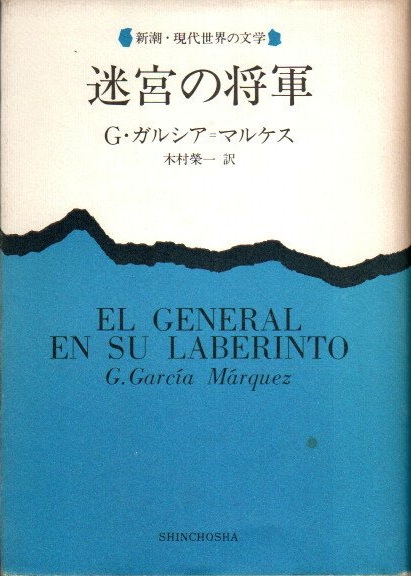 新潮・現代世界の文学
迷宮の将軍
G・ガルシア=マルケス
木村榮一 訳
EL GENERAL
EN SU LABERINTO
G.García Márquez
SHINCHOSHA